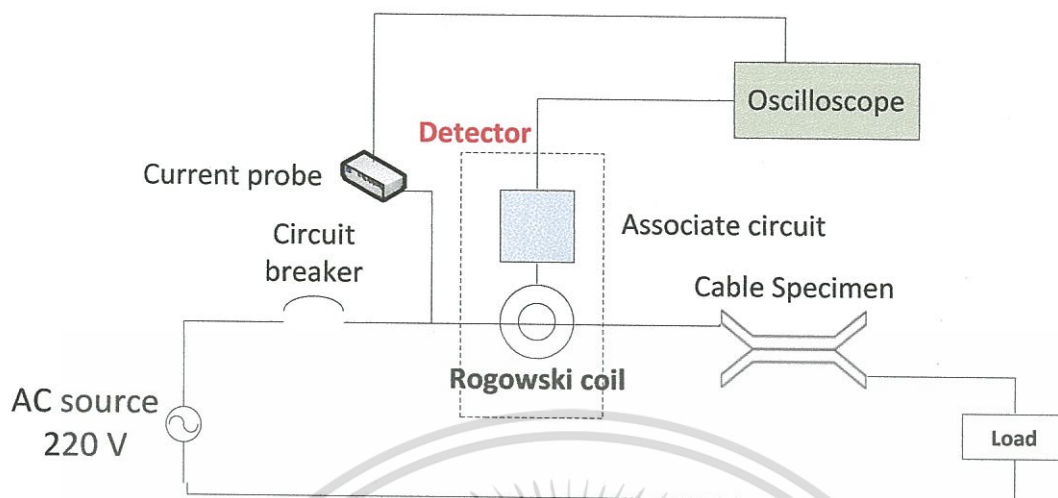 Oscilloscope
Detector
Current probe
Associate circuit
Circuit
breaker
Cable Specimen
Rogowski coil
AC source
220 V
Load